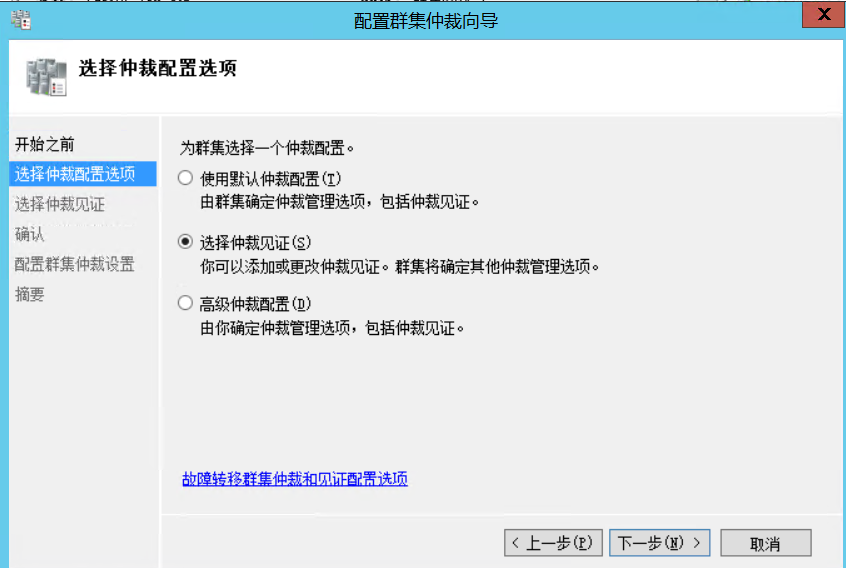 配置群集仲裁向导
X
选择仲裁配置选项
开始之前
选择仲裁配置选项
选择仲裁见证
确认
配置群集仲裁设置
摘要
为群集选择一个仲裁配置。
使用默认仲裁配置(T)
由群集确定仲裁管理选项，包括仲裁见证。
选择仲裁见证(S)
你可以添加或更改仲裁见证。群集将确定其他仲裁管理选项。
高级仲裁配置(D)
由你确定仲裁管理选项，包括仲裁见证。
故障转移群集仲裁和见证配置选项
< 上一步(P)
下一步(N) >
取消